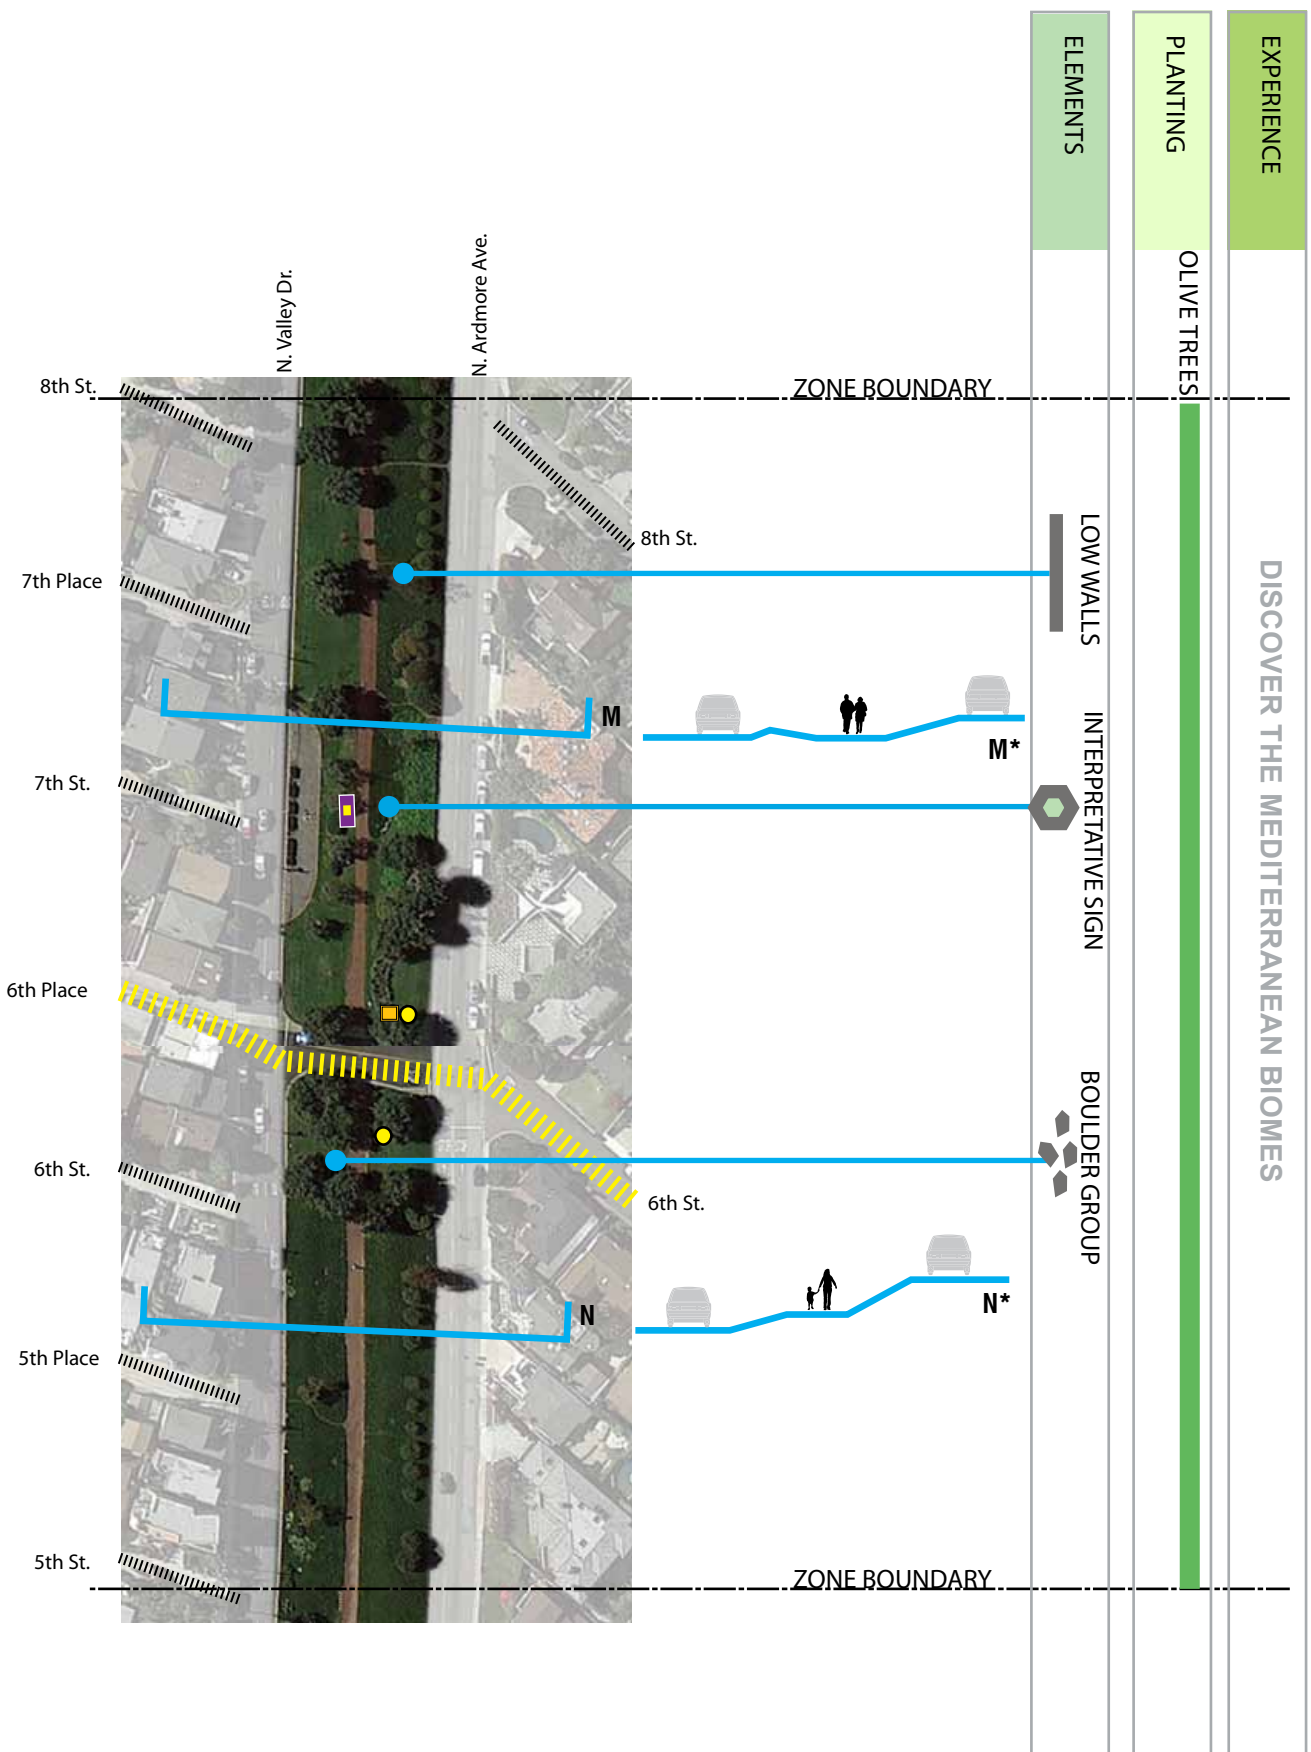 ELEMENTS
PLANTING
EXPERIENCE
N. Valley Dr.
N. Ardmore Ave.
OLIVE TREES
8th St.
ZONE BOUNDARY
8th St.
LOW WALLS
7th Place
M
M*
7th St.
INTERPRETATIVE SIGN
DISCOVER THE MEDITERRANEAN BIOMES
6th Place
BOULDER GROUP
6th St.
6th St.
N
N*
5th Place
5th St.
ZONE BOUNDARY